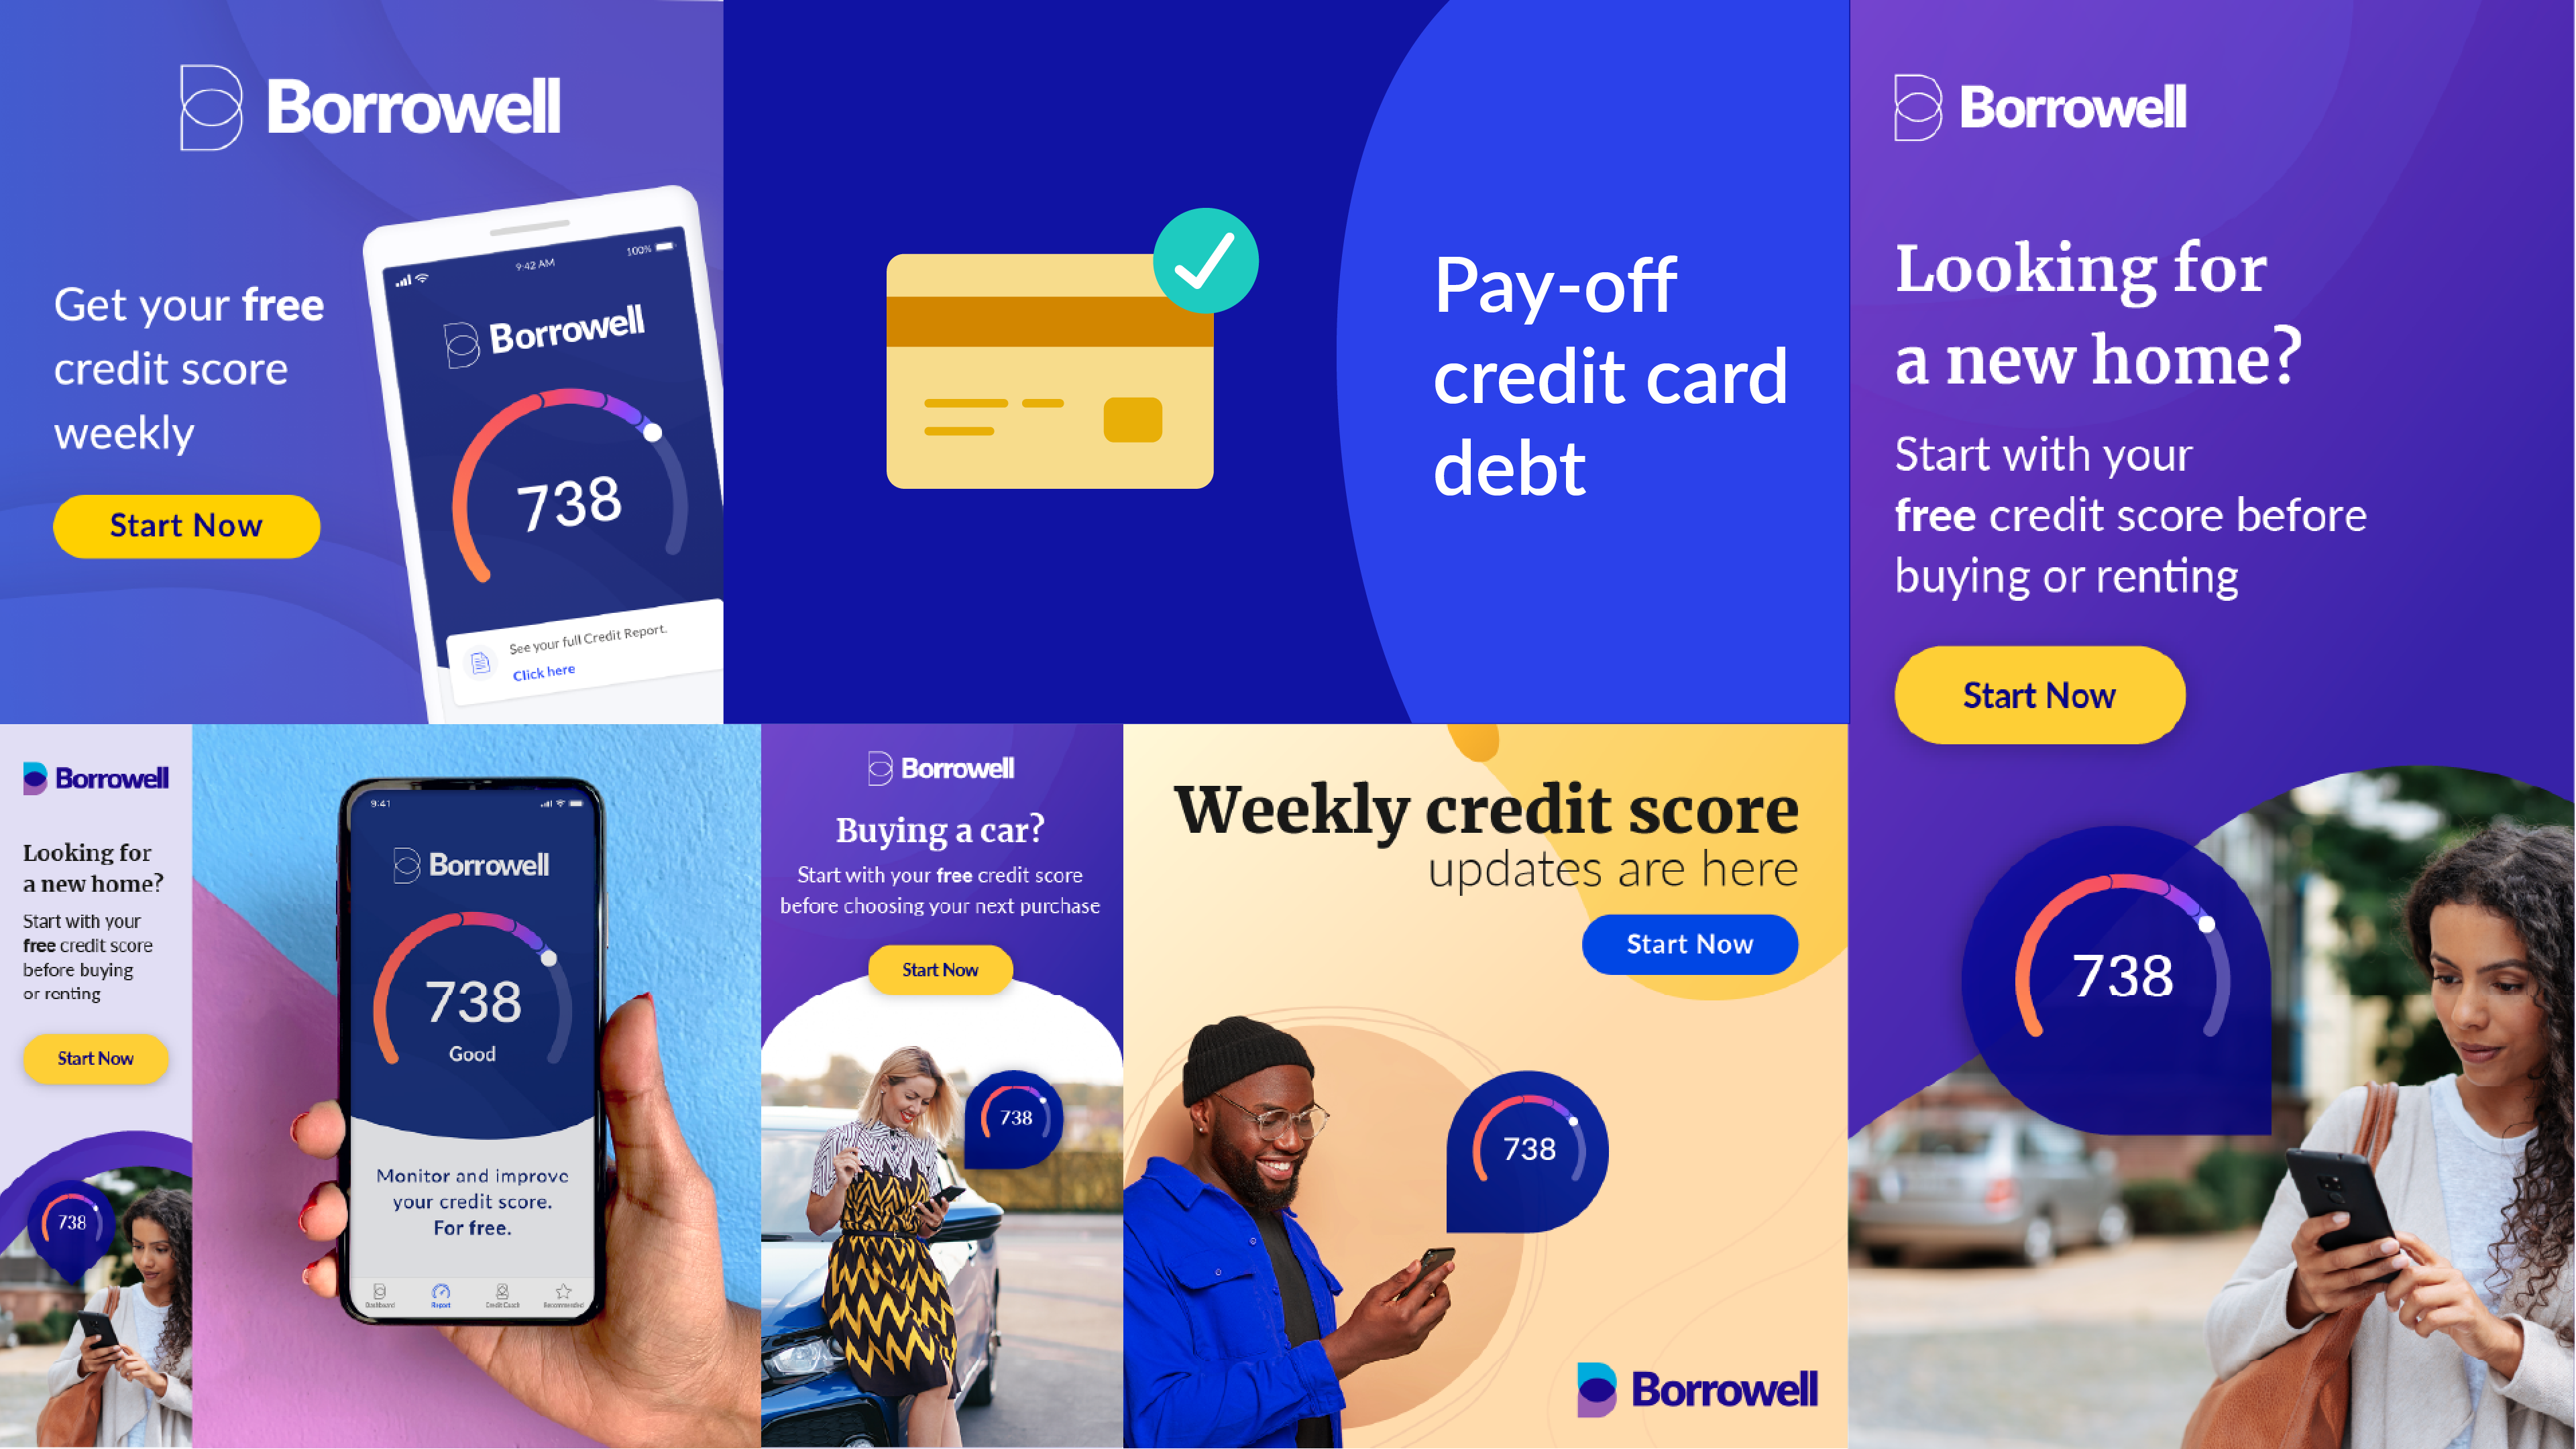 Borrowell
Get your free
credit score
weekly
Start Now
100%
9:42 AM
Borrowell
738
See your full Credit Report.
Click here
Pay-off
credit card
debt
Borrowell
Looking for
a new home?
Start with your
free credit score before
buying or renting
Start Now
738
Borrowell
Looking for
a new home?
Start with your
free credit score
before buying
or renting
Start Now
738
9:41
Borrowell
738
Good
Monitor and improve
your credit score.
For free.
Dashboard Report Credit Coach Recommended
Borrowell
Buying a car?
Start with your free credit score
before choosing your next purchase
Start Now
738
Weekly credit score
updates are here
Start Now
738
Borrowell